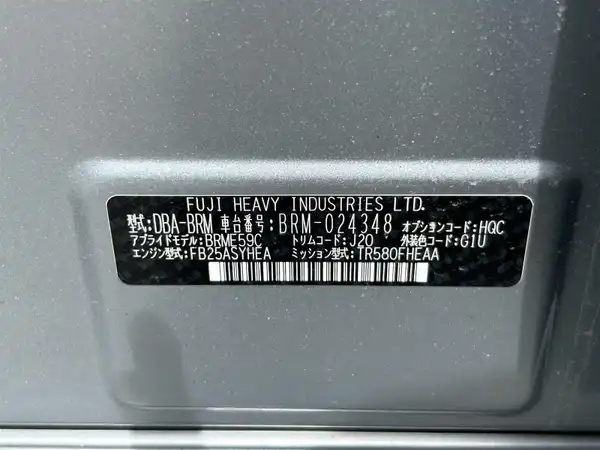 FUJI HEAVY INDUSTRIES LTD.
型式:DBA-BRM 車台番号:BRM-024348 オプションコード:HQC
アプライドモデル:BRME59C トリムコード:J20 外装色コード:G1U
エンジン型式:FB25ASYHEA ミッション型式:TR580FHEAA